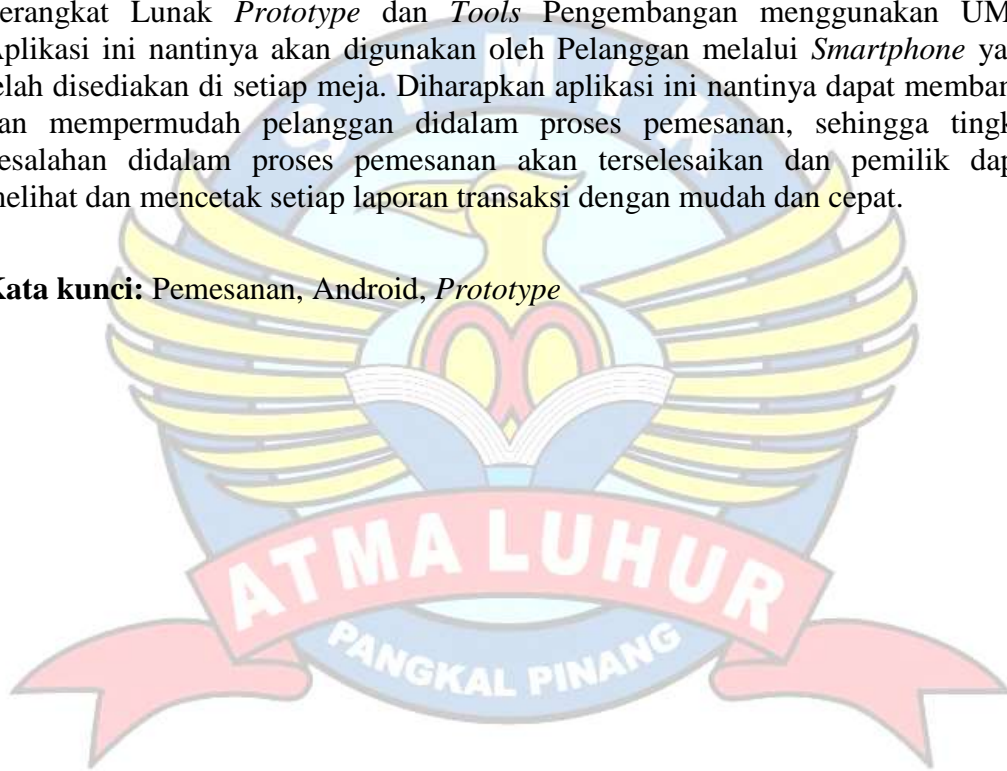 erangkat Lunak Prototype dan Tools Pengembangan menggunakan UM
Aplikasi ini nantinya akan digunakan oleh Pelanggan melalui Smartphone ya
elah disediakan di setiap meja. Diharapkan aplikasi ini nantinya dapat memban
an mempermudah pelanggan didalam proses pemesanan, sehingga tingk
esalahan didalam proses pemesanan akan terselesaikan dan pemilik dap
melihat dan mencetak setiap laporan transaksi dengan mudah dan cepat.
Kata kunci: Pemesanan, Android, Prototype
STMIK
ATMA LUHUR
PANGKAL PINANG